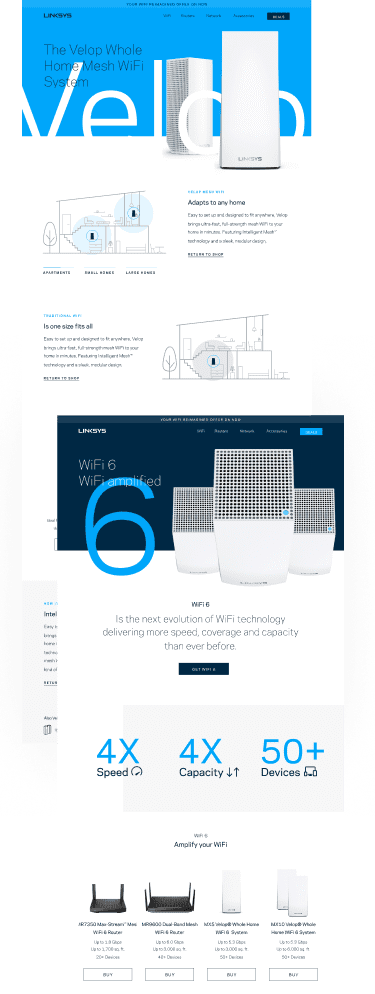 YOUR WIFI REIMAGINED OFFER ON NOW
LINKSYS
WiFi Routers Network Accessories
The Velop Whole
Home Mesh WiFi
System
Velop
LINKSYS
VELOP MESH WIFI
Adapts to any home
Easy to set up and designed to fit anywhere, Velop
brings ultra-fast, full-strength mesh WiFi to your
home in minutes. Featuring Intelligent Mesh™
technology and a sleek, modular design.
RETURN TO SHOP
APARTMENTS SMALL HOMES LARGE HOMES
TRADITIONAL WIFI
Is one size fits all
Easy to set up and designed to fit anywhere, Velop
brings ultra-fast, full-strength mesh WiFi to your
home in minutes. Featuring Intelligent Mesh™
technology and a sleek, modular design.
RETURN TO SHOP
YOUR WIFI REIMAGINED OFFER ON NOW
LINKSYS
WiFi Routers Network Accessories
WiFi 6
WiFi amplified
6
LINKSYS
WiFi 6
Is the next evolution of WiFi technology
delivering more speed, coverage and capacity
than ever before.
GET WIFI 6
Intel
Easy t
brings
home i
techno
mesh
kind of
RETUR
4X
Speed
4X
Capacity
50+
Devices
WiFi 6
Amplify your WiFi
MR7350 Max-Stream™ Mes
WiFi 6 Router
Up to 1.8 Gbps
Up to 1,700 sq. ft
20+ Devices
BUY
MR9600 Dual-Band Mesh
WiFi 6 Router
Up to 6.0 Gbps
Up to 3,000 sq. ft
40+ Devices
BUY
MX5 Velop® Whole Home
WiFi 6 System
Up to 5.3 Gbps
Up to 3,000 sq. ft
50+ Devices
BUY
MX10 Velop® Whole
Home WiFi 6 System
Up to 5.3 Gbps
Up to 6,000 sq. ft
50+ Devices
BUY